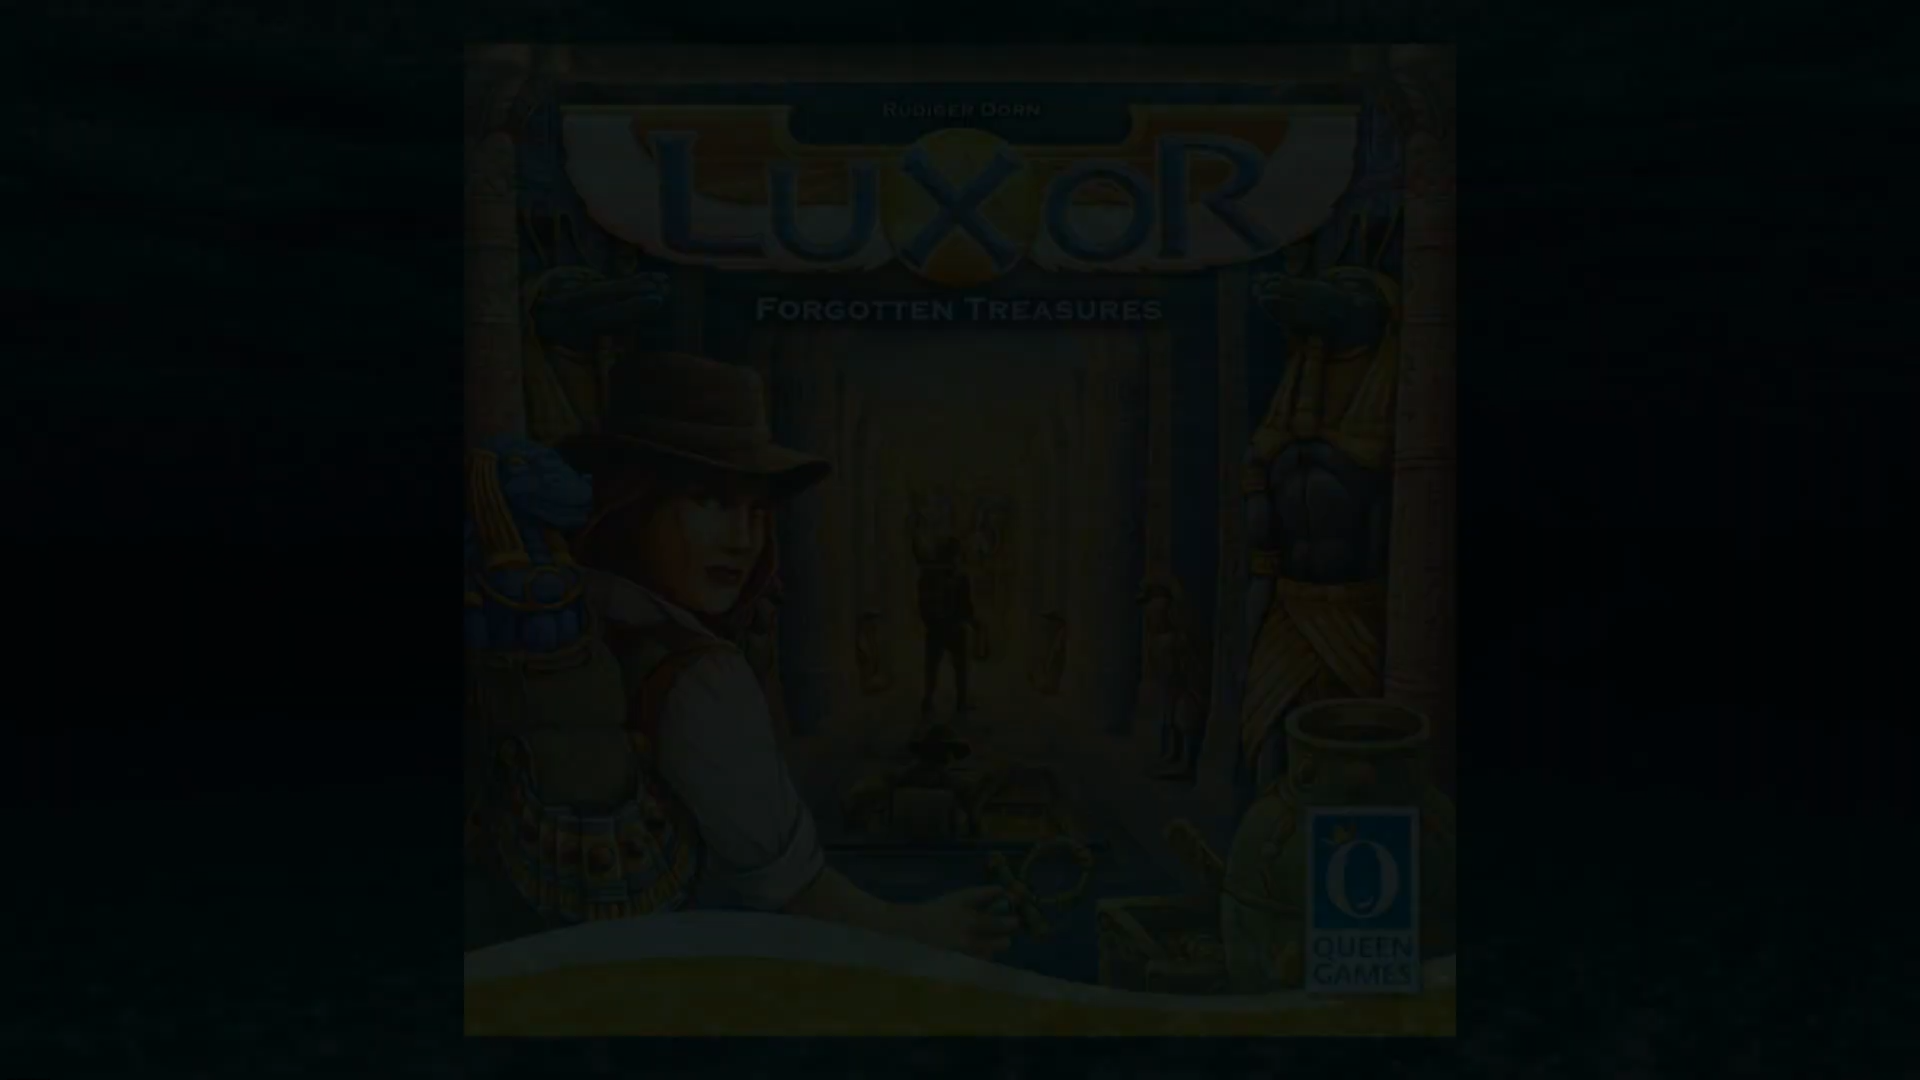 RÜDIGER DORN
LUXOR
FORGOTTEN TREASURES
QUEEN
GAMES